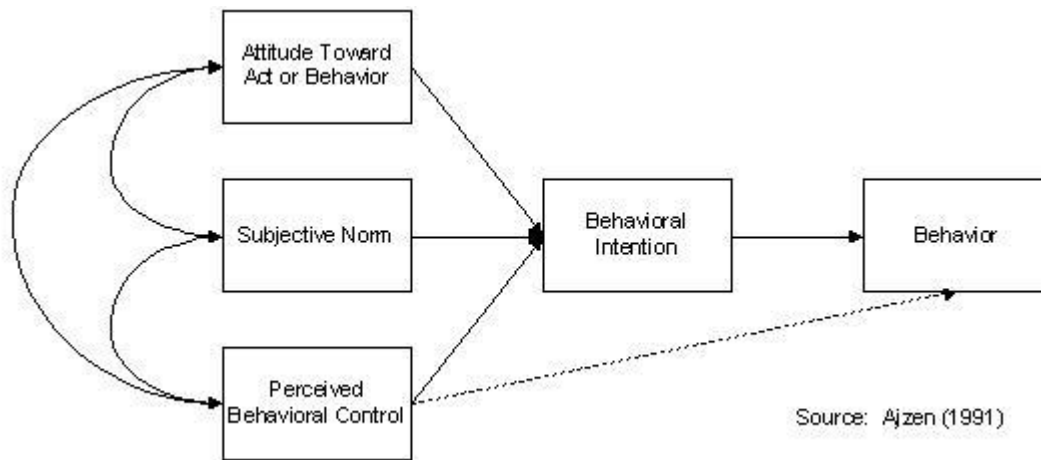 Attitude Toward
Act or Behavior
Subjective Norm
Behavioral
Intention
Behavior
Perceived
Behavioral Control
Source: Ajzen (1991)